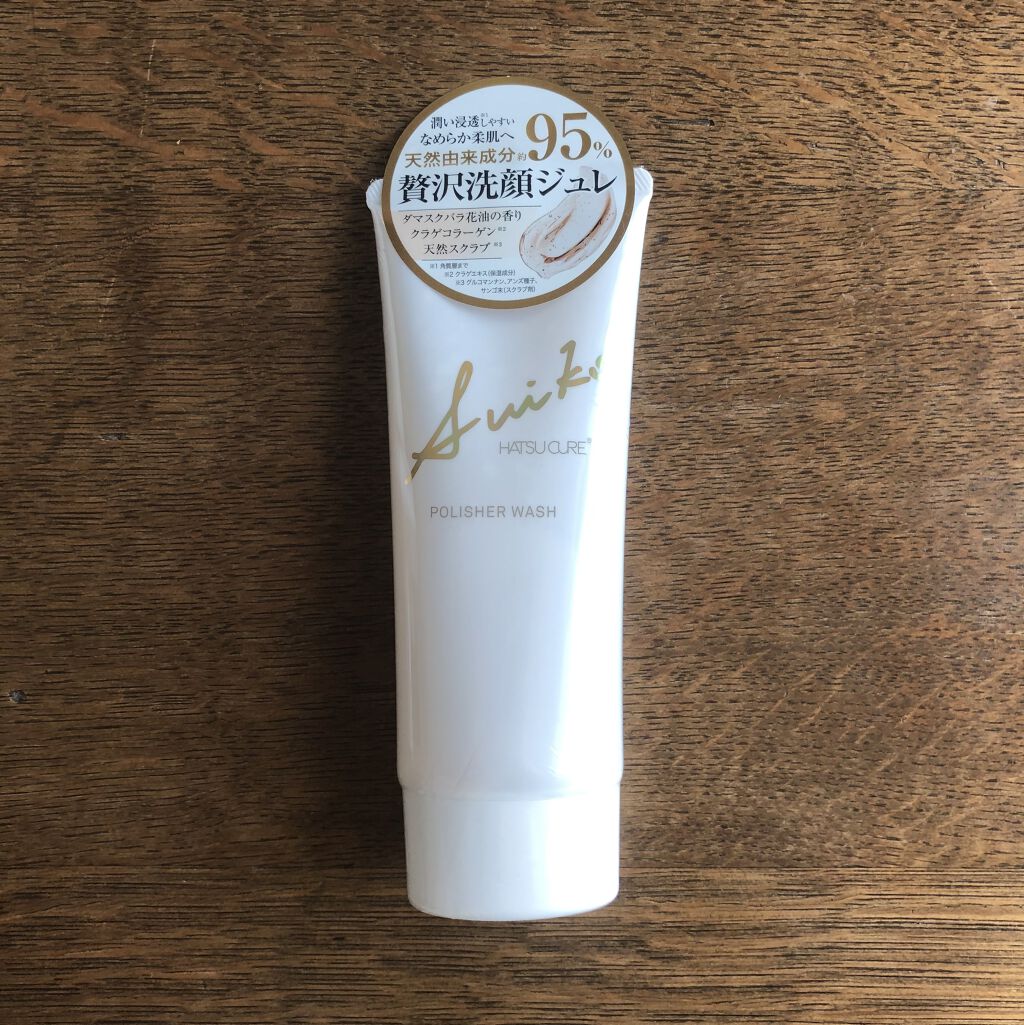 潤い浸透※1しやすい
なめらか柔肌へ
天然由来成分約95%
贅沢洗顔ジュレ
ダマスクバラ花油の香り
クラゲコラーゲン※2
天然スクラブ※3
※1 角質層まで
※2 クラゲエキス(保湿成分)
※3 グルコマンナン、アンズ種子、
サンゴ末(スクラブ剤)
Suiko
HATSU CURE®
POLISHER WASH